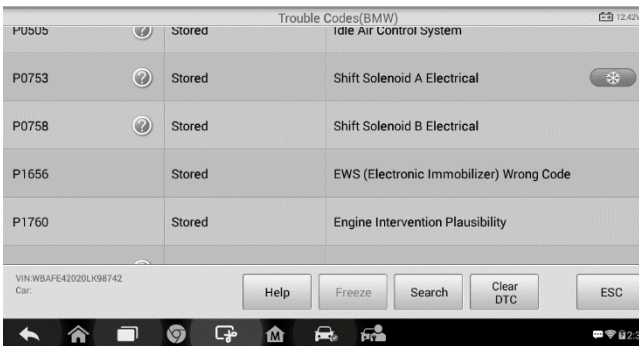 Trouble Codes(BMW) 12.42V
P0505 Stored Idle Air Control System
P0753 Stored Shift Solenoid A Electrical
P0758 Stored Shift Solenoid B Electrical
P1656 Stored EWS (Electronic Immobilizer) Wrong Code
P1760 Stored Engine Intervention Plausibility
VIN:WBAFE42020LK98742
Car:
Help Freeze Search Clear DTC ESC
M 2:3